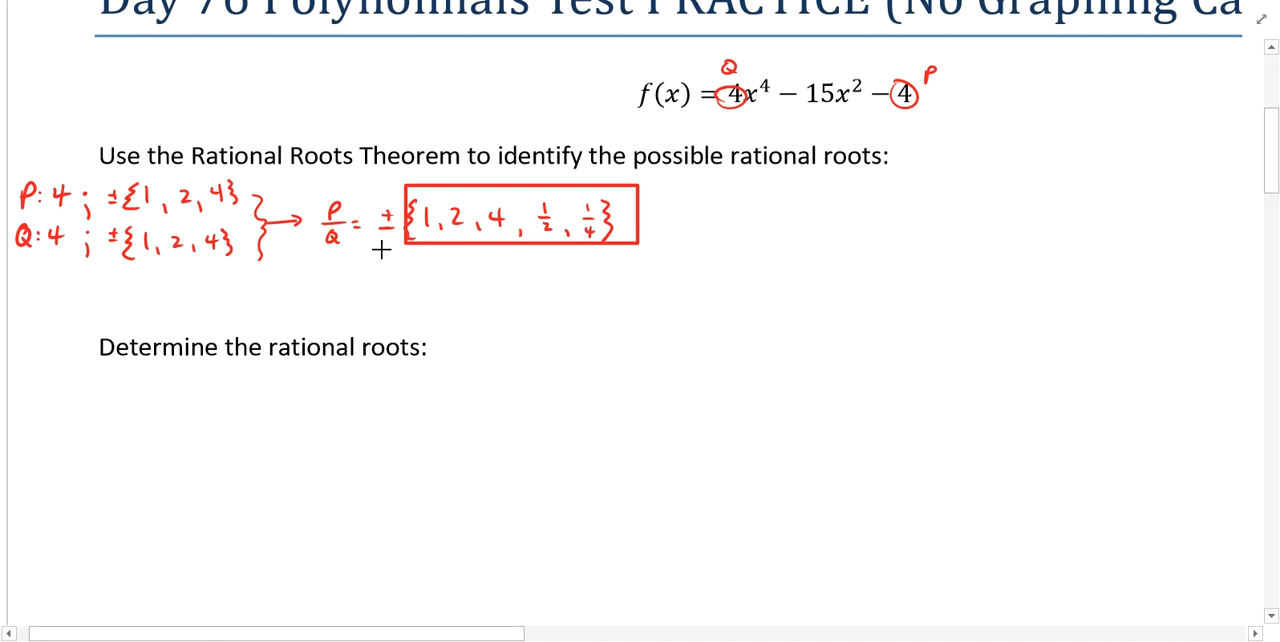 Day 76 Polynomials Test PRACTICE (No Graphing Ca
Q
P
f(x) = 4x⁴ − 15x² − 4
Use the Rational Roots Theorem to identify the possible rational roots:
P: 4 ; ±{1, 2, 4}
Q: 4 ; ±{1, 2, 4}
} → P/Q = ± {1, 2, 4, 1/2, 1/4}
Determine the rational roots: